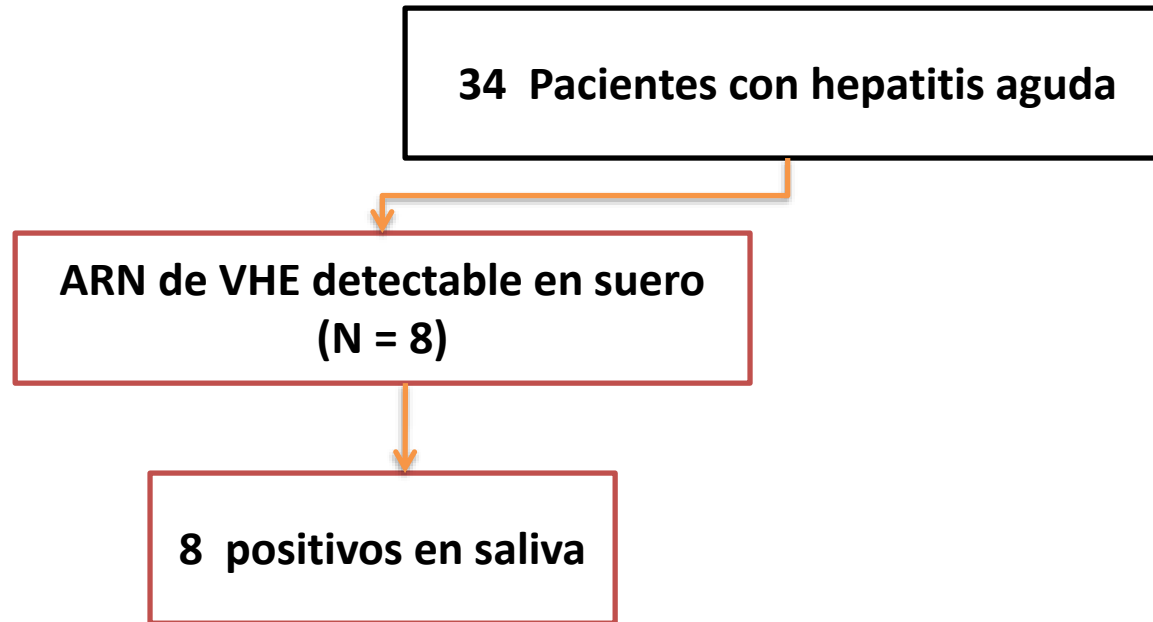 34 Pacientes con hepatitis aguda
ARN de VHE detectable en suero
(N = 8)
8 positivos en saliva